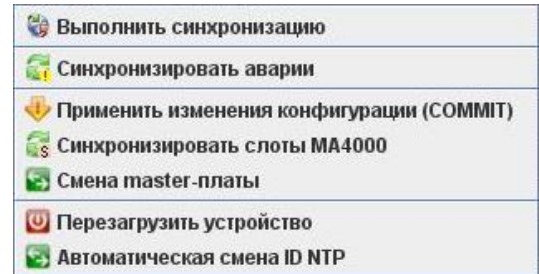 Выполнить синхронизацию
Синхронизировать аварии
Применить изменения конфигурации (COMMIT)
Синхронизировать слоты MA4000
Смена master-платы
Перезагрузить устройство
Автоматическая смена ID NTP